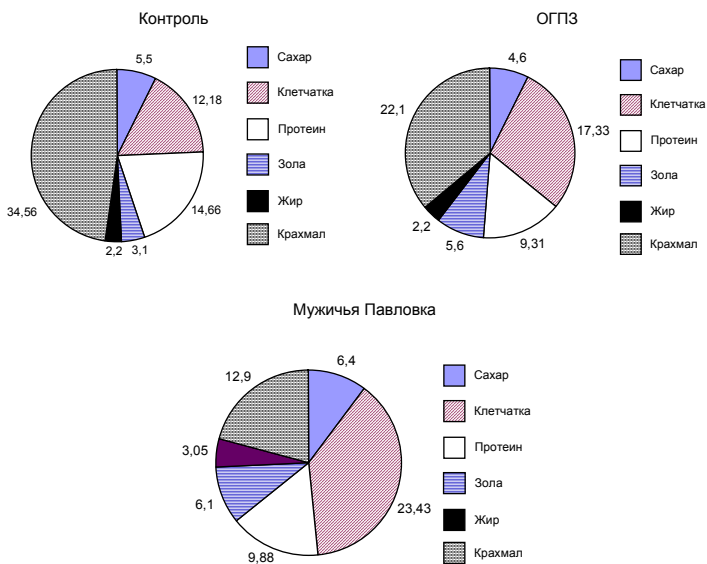 Контроль
5,5
12,18
14,66
3,1
2,2
34,56
Сахар
Клетчатка
Протеин
Зола
Жир
Крахмал
ОГПЗ
4,6
17,33
9,31
5,6
2,2
22,1
Сахар
Клетчатка
Протеин
Зола
Жир
Крахмал
Мужичья Павловка
6,4
23,43
9,88
6,1
3,05
12,9
Сахар
Клетчатка
Протеин
Зола
Жир
Крахмал